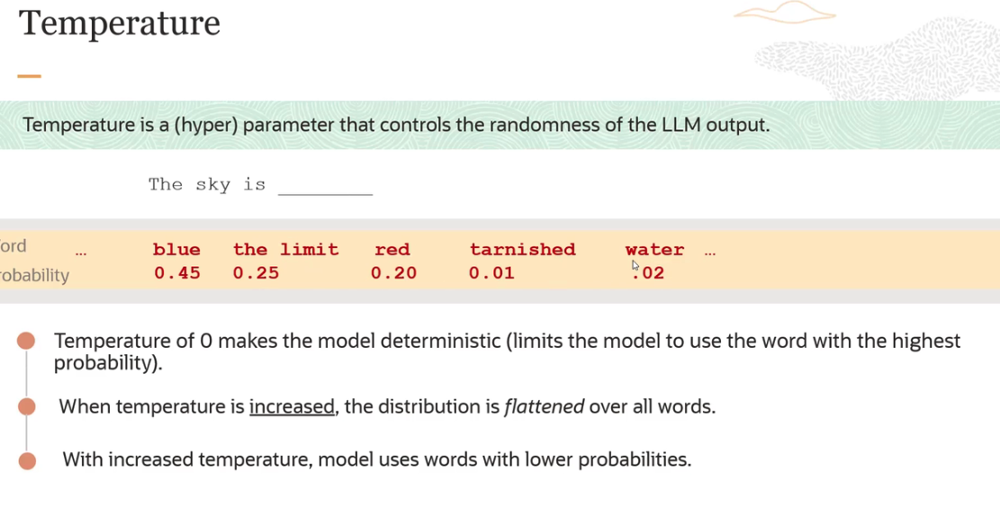 Temperature
Temperature is a (hyper) parameter that controls the randomness of the LLM output.
The sky is ________
ord ... blue the limit red tarnished water ...
robability 0.45 0.25 0.20 0.01 .02
Temperature of 0 makes the model deterministic (limits the model to use the word with the highest
probability).
When temperature is increased, the distribution is flattened over all words.
With increased temperature, model uses words with lower probabilities.